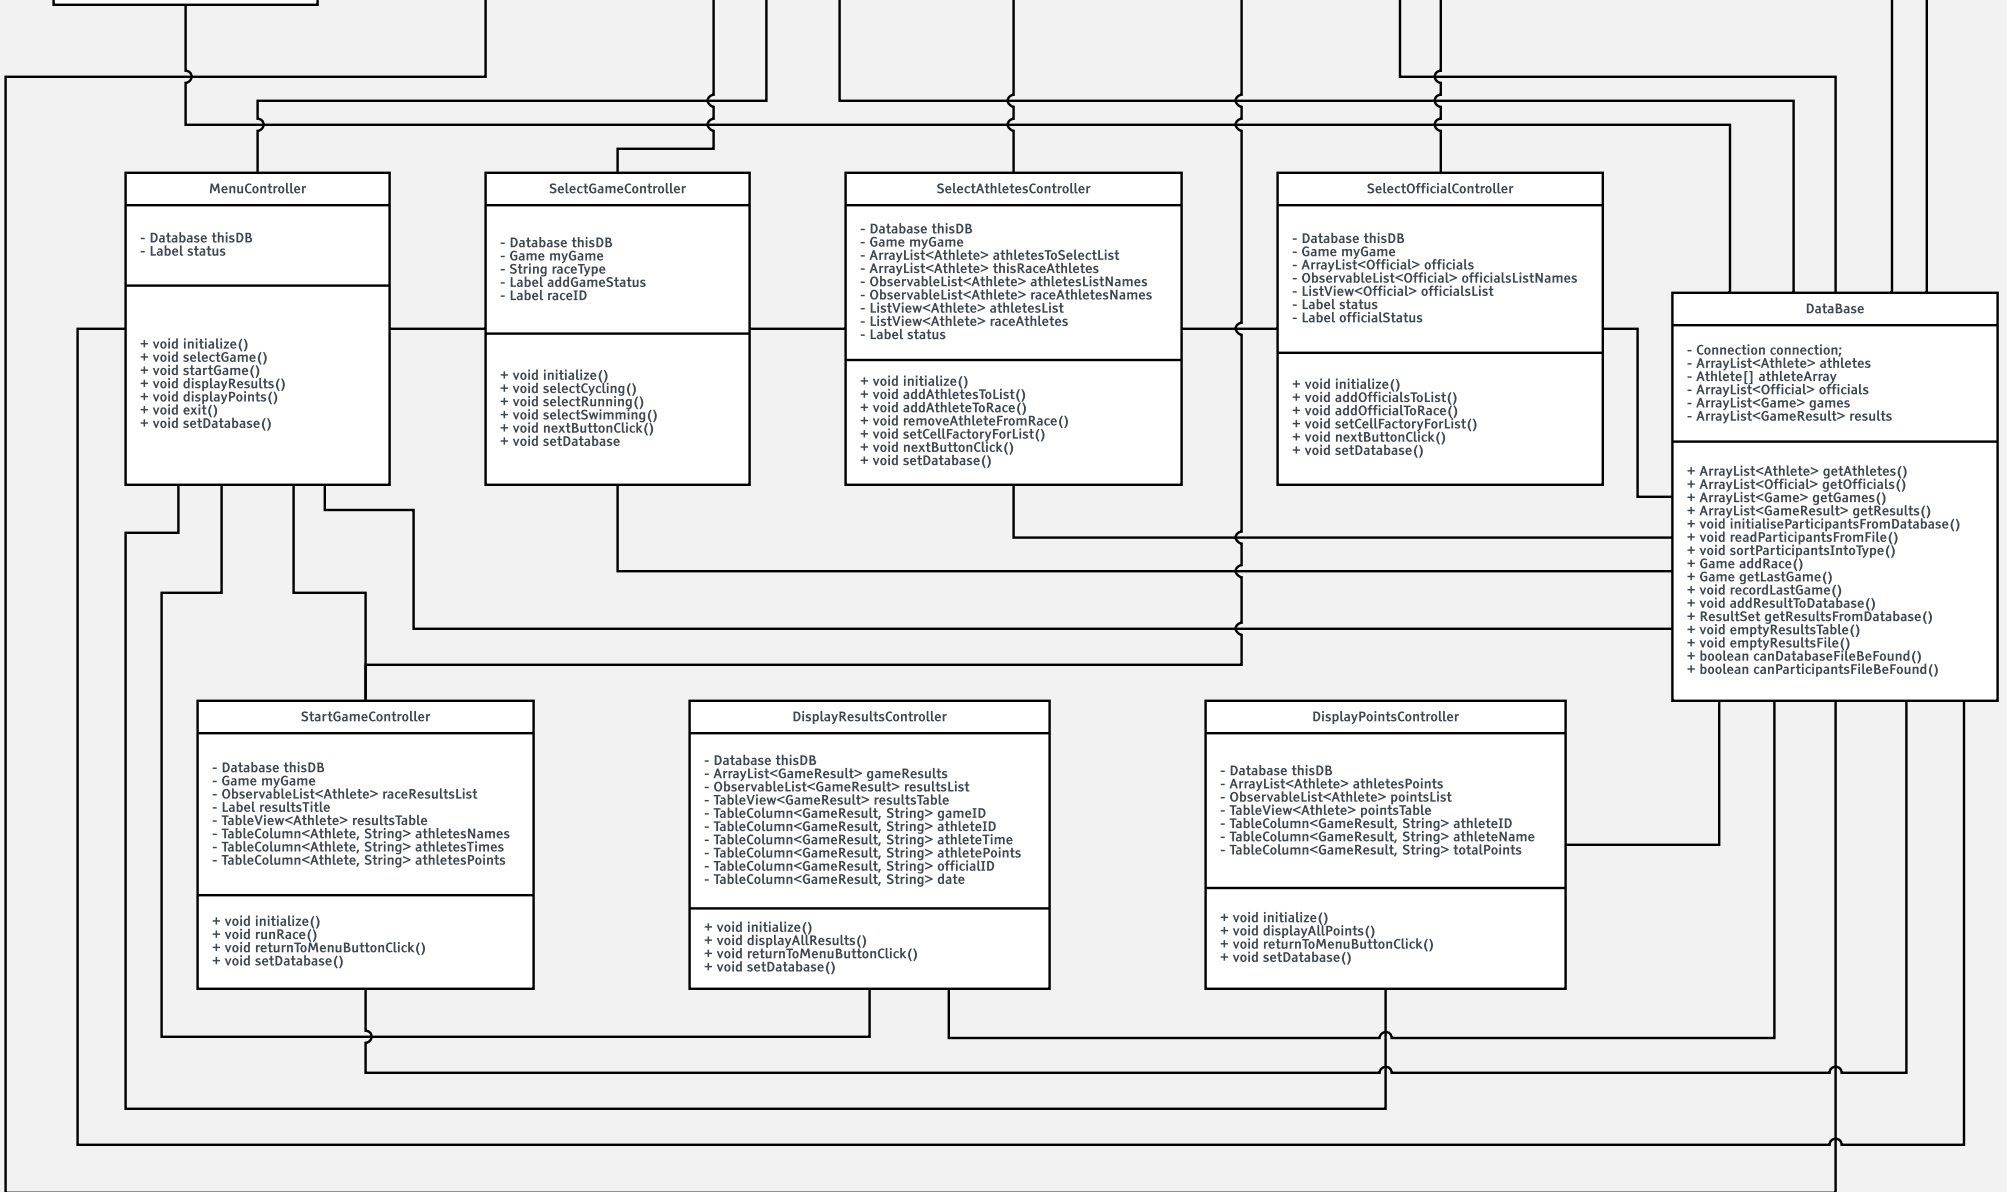 MenuController
- Database thisDB
- Label status
+ void initialize()
+ void selectGame()
+ void startGame()
+ void displayResults()
+ void displayPoints()
+ void exit()
+ void setDatabase()
SelectGameController
- Database thisDB
- Game myGame
- String raceType
- Label addGameStatus
- Label raceID
+ void initialize()
+ void selectCycling()
+ void selectRunning()
+ void selectSwimming()
+ void nextButtonClick()
+ void setDatabase
SelectAthletesController
- Database thisDB
- Game myGame
- ArrayList<Athlete> athletesToSelectList
- ArrayList<Athlete> thisRaceAthletes
- ObservableList<Athlete> athletesListNames
- ObservableList<Athlete> raceAthletesNames
- ListView<Athlete> athletesList
- ListView<Athlete> raceAthletes
- Label status
+ void initialize()
+ void addAthletesToList()
+ void addAthleteToRace()
+ void removeAthleteFromRace()
+ void setCellFactoryForList()
+ void nextButtonClick()
+ void setDatabase()
SelectOfficialController
- Database thisDB
- Game myGame
- ArrayList<Official> officials
- ObservableList<Official> officialsListNames
- ListView<Official> officialsList
- Label status
- Label officialStatus
+ void initialize()
+ void addOfficialsToList()
+ void addOfficialToRace()
+ void setCellFactoryForList()
+ void nextButtonClick()
+ void setDatabase()
DataBase
- Connection connection;
- ArrayList<Athlete> athletes
- Athlete[] athleteArray
- ArrayList<Official> officials
- ArrayList<Game> games
- ArrayList<GameResult> results
+ ArrayList<Athlete> getAthletes()
+ ArrayList<Official> getOfficials()
+ ArrayList<Game> getGames()
+ ArrayList<GameResult> getResults()
+ void initialiseParticipantsFromDatabase()
+ void readParticipantsFromFile()
+ void sortParticipantsIntoType()
+ Game addRace()
+ Game getLastGame()
+ void recordLastGame()
+ void addResultToDatabase()
+ ResultSet getResultsFromDatabase()
+ void emptyResultsTable()
+ void emptyResultsFile()
+ boolean canDatabaseFileBeFound()
+ boolean canParticipantsFileBeFound()
StartGameController
- Database thisDB
- Game myGame
- ObservableList<Athlete> raceResultsList
- Label resultsTitle
- TableView<Athlete> resultsTable
- TableColumn<Athlete, String> athletesNames
- TableColumn<Athlete, String> athletesTimes
- TableColumn<Athlete, String> athletesPoints
+ void initialize()
+ void runRace()
+ void returnToMenuButtonClick()
+ void setDatabase()
DisplayResultsController
- Database thisDB
- ArrayList<GameResult> gameResults
- ObservableList<GameResult> resultsList
- TableView<GameResult> resultsTable
- TableColumn<GameResult, String> gameID
- TableColumn<GameResult, String> athleteID
- TableColumn<GameResult, String> athleteTime
- TableColumn<GameResult, String> athletePoints
- TableColumn<GameResult, String> officialID
- TableColumn<GameResult, String> date
+ void initialize()
+ void displayAllResults()
+ void returnToMenuButtonClick()
+ void setDatabase()
DisplayPointsController
- Database thisDB
- ArrayList<Athlete> athletesPoints
- ObservableList<Athlete> pointsList
- TableView<Athlete> pointsTable
- TableColumn<GameResult, String> athleteID
- TableColumn<GameResult, String> athleteName
- TableColumn<GameResult, String> totalPoints
+ void initialize()
+ void displayAllPoints()
+ void returnToMenuButtonClick()
+ void setDatabase()